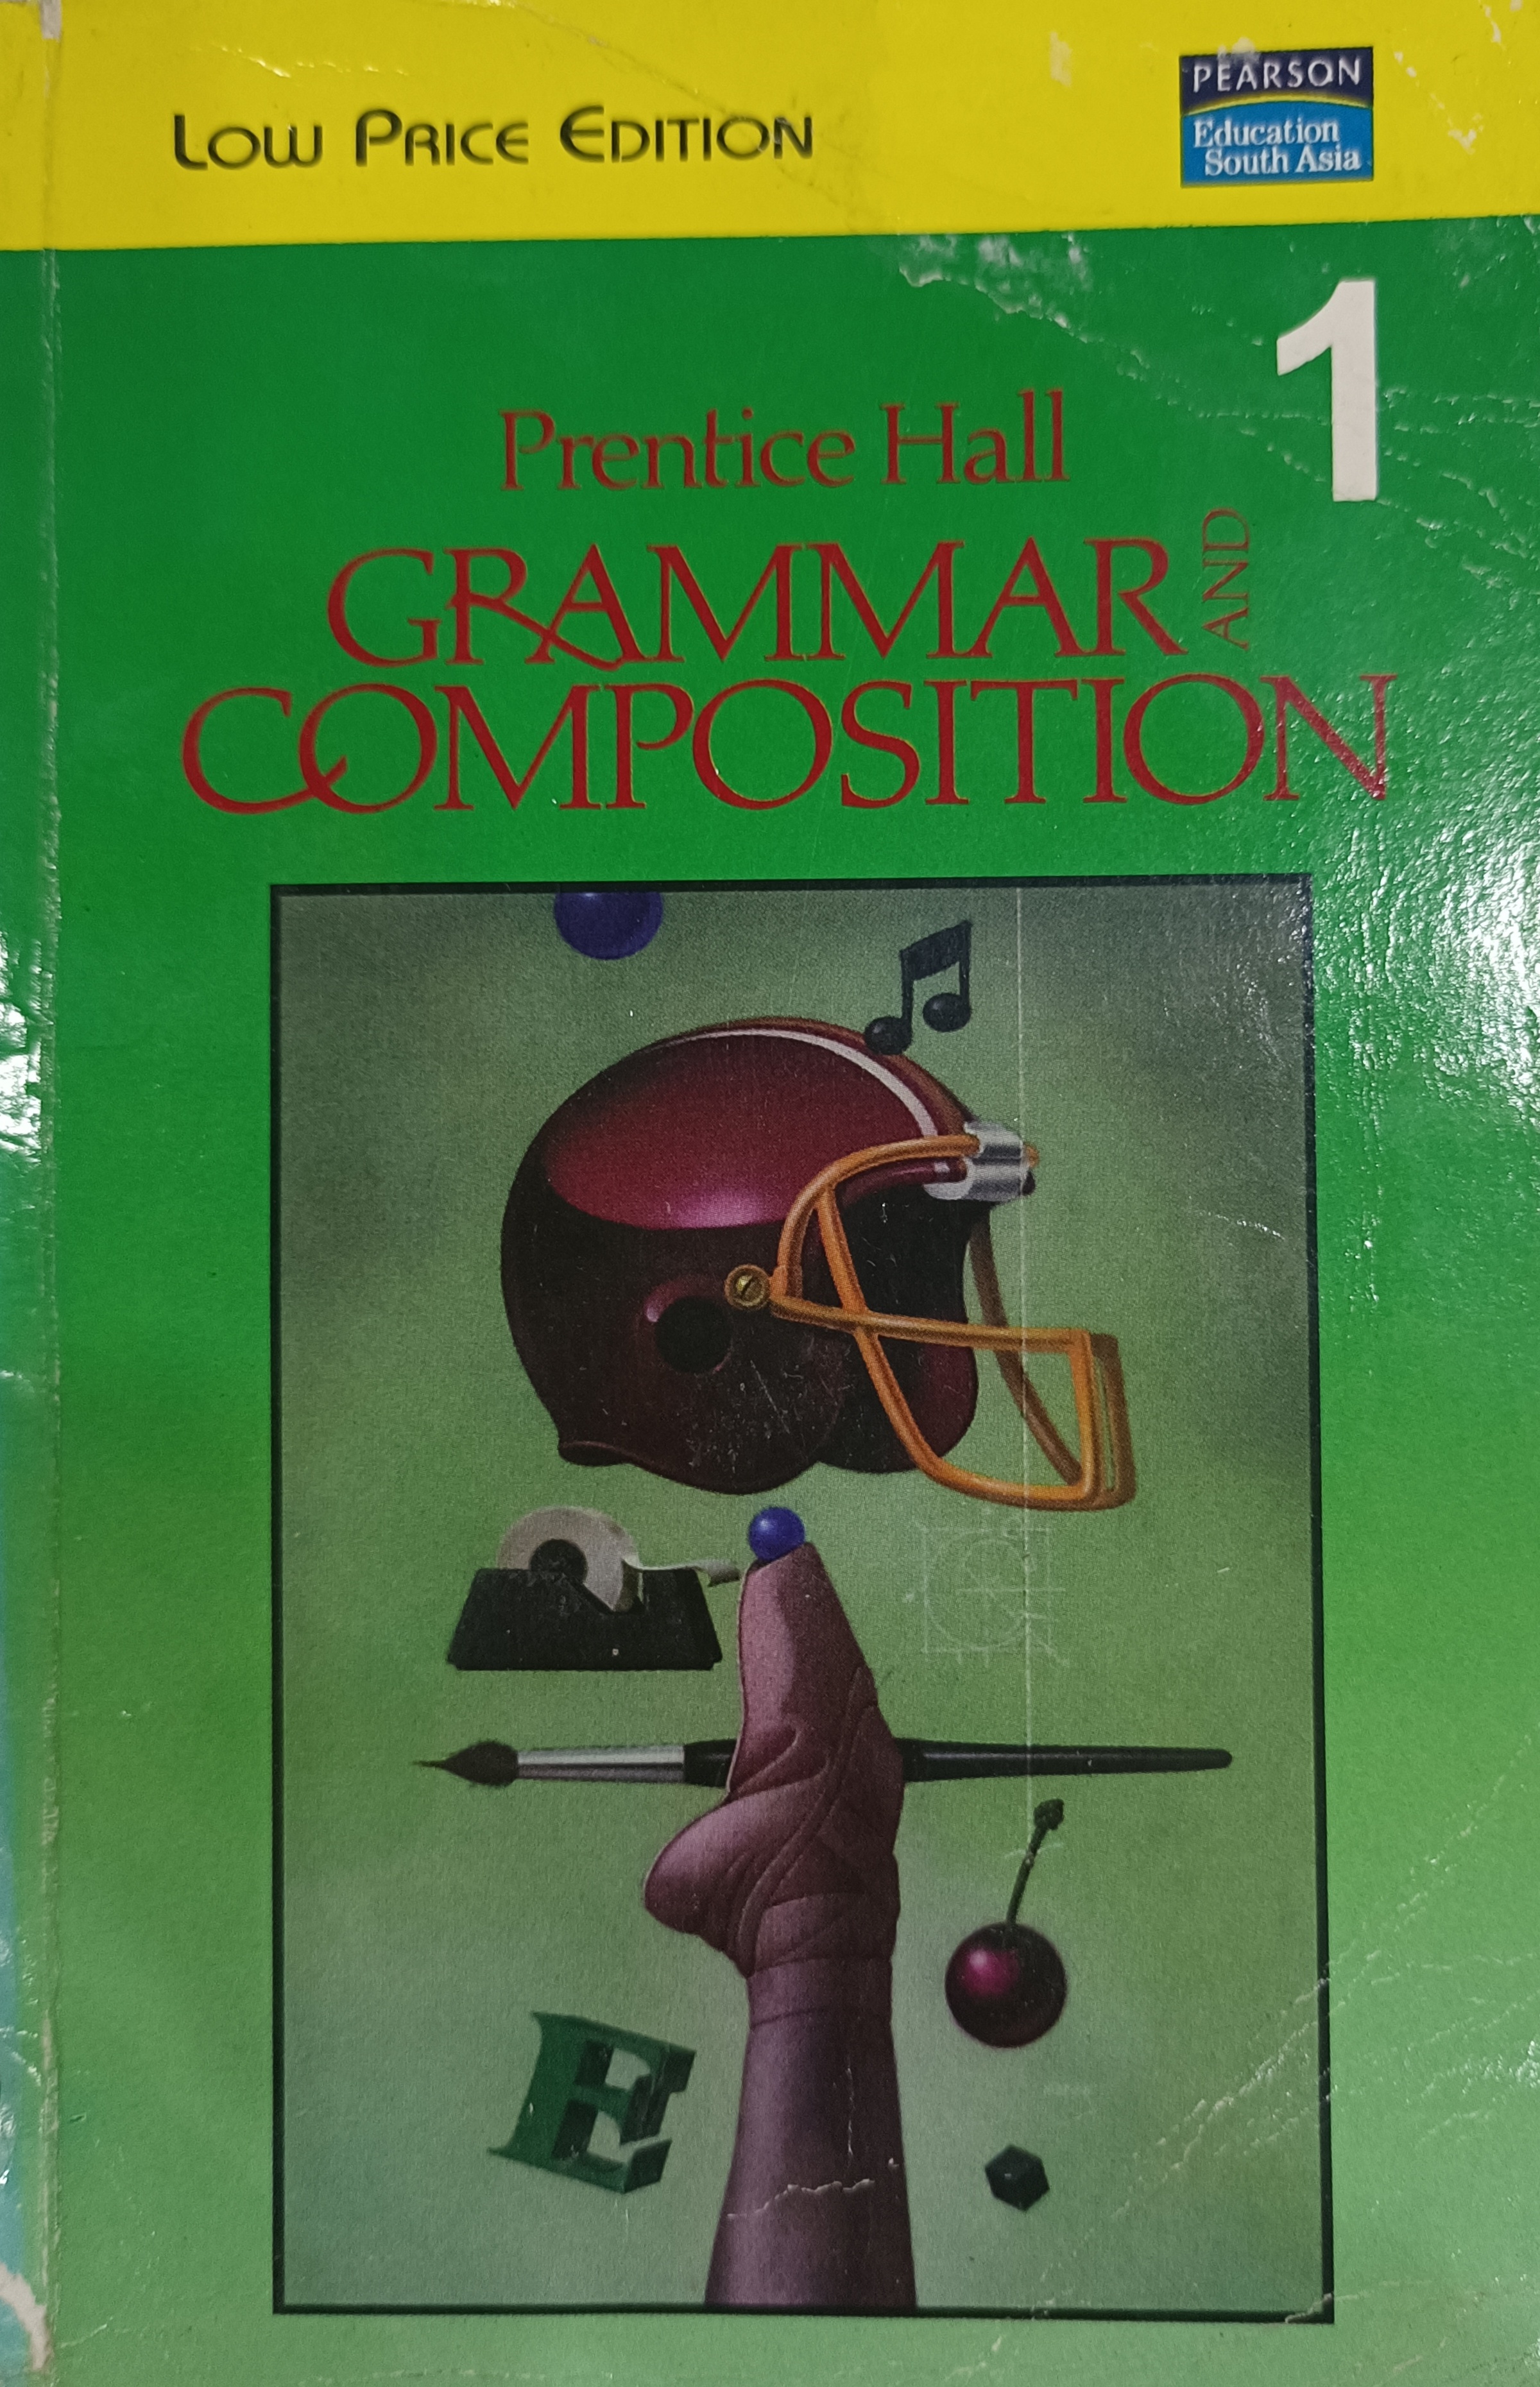 LOW PRICE EDITION
PEARSON
Education
South Asia
1
Prentice Hall
GRAMMAR AND
COMPOSITION
E